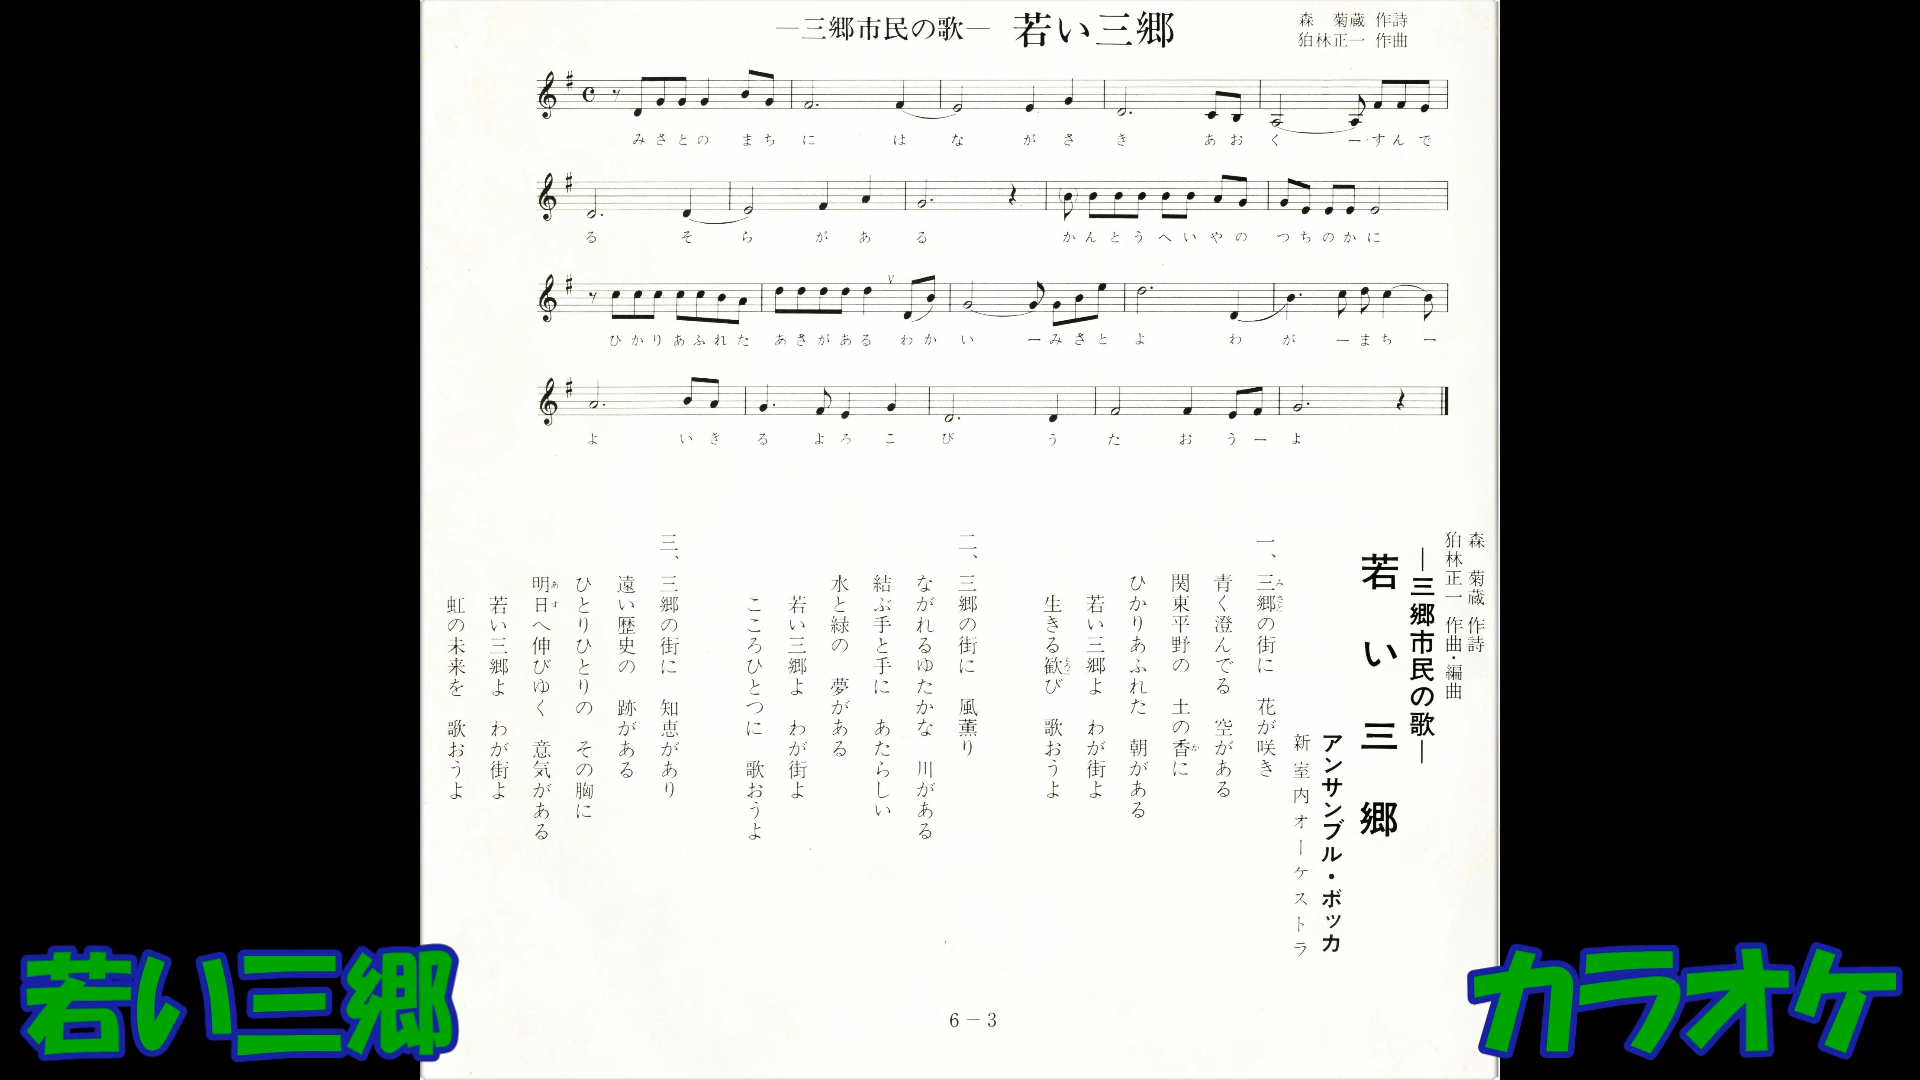 ―三郷市民の歌― 若い三郷
森 菊蔵 作詩
狛林正一 作曲
みさとの まちに はながさき あおくーすんで
るそらがある かんとうへいやの つちのかに
ひかりあふれた あさがある わかいーみさとよ わがーまちー
よ いきるよろこび うたおうーよ
森 菊蔵 作詩
狛林正一 作曲・編曲
―三郷市民の歌―
若い三郷
アンサンブル・ボッカ
新室内オーケストラ
一、三郷の街に 花が咲き
みさと
青く澄んでる 空がある
関東平野の 土の香に
か
ひかりあふれた 朝がある
若い三郷よ わが街よ
生きる歓び 歌おうよ
よろこ
二、三郷の街に 風薫り
ながれるゆたかな 川がある
結ぶ手と手に あたらしい
水と緑の 夢がある
若い三郷よ わが街よ
こころひとつに 歌おうよ
三、三郷の街に 知恵があり
遠い歴史の 跡がある
ひとりひとりの その胸に
明日へ伸びゆく 意気がある
あす
若い三郷よ わが街よ
虹の未来を 歌おうよ
6－3
若い三郷
カラオケ